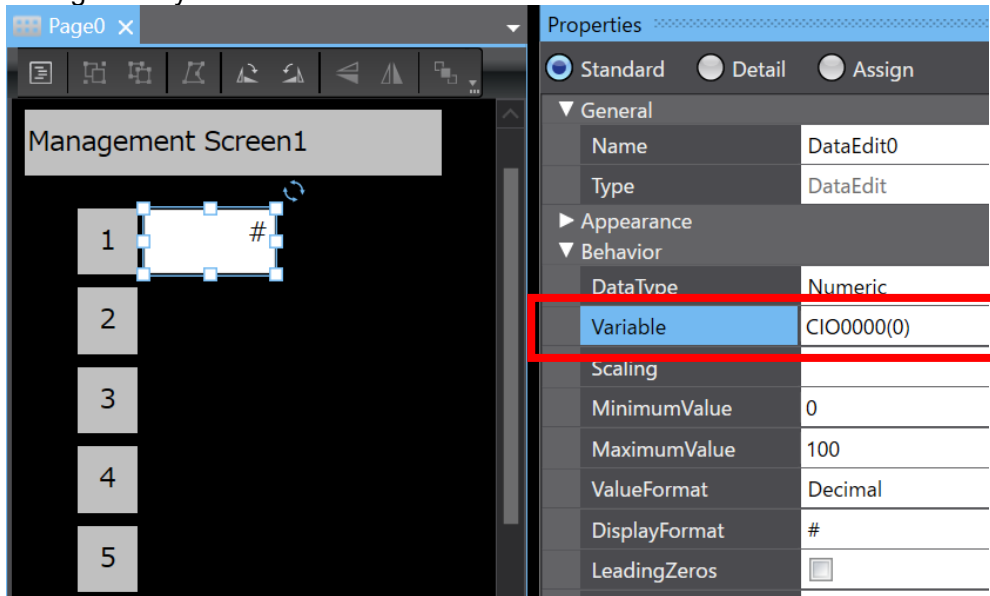 Page0
Management Screen1
#
1
2
3
4
5
Properties
Standard Detail Assign
General
Name DataEdit0
Type DataEdit
Appearance
Behavior
DataType Numeric
Variable CIO0000(0)
Scaling
MinimumValue 0
MaximumValue 100
ValueFormat Decimal
DisplayFormat #
LeadingZeros